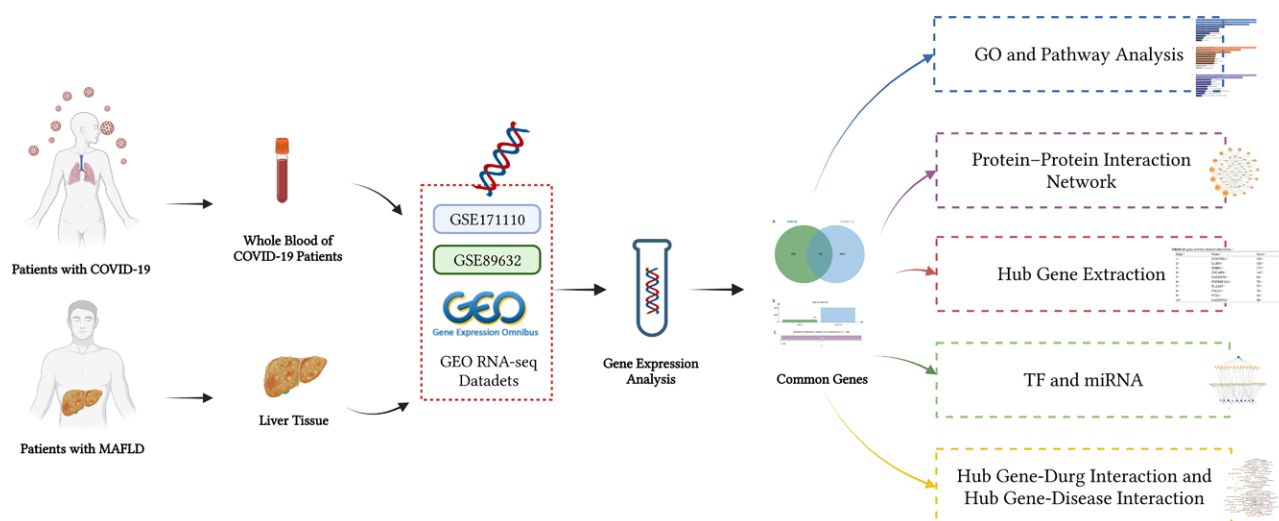 Patients with COVID-19
Whole Blood of
COVID-19 Patients
Patients with MAFLD
Liver Tissue
GSE171110
GSE89632
GEO
Gene Expression Omnibus
GEO RNA-seq
Datadets
Gene Expression
Analysis
Common Genes
GO and Pathway Analysis
Protein–Protein Interaction
Network
Hub Gene Extraction
TF and miRNA
Hub Gene-Durg Interaction and
Hub Gene-Disease Interaction